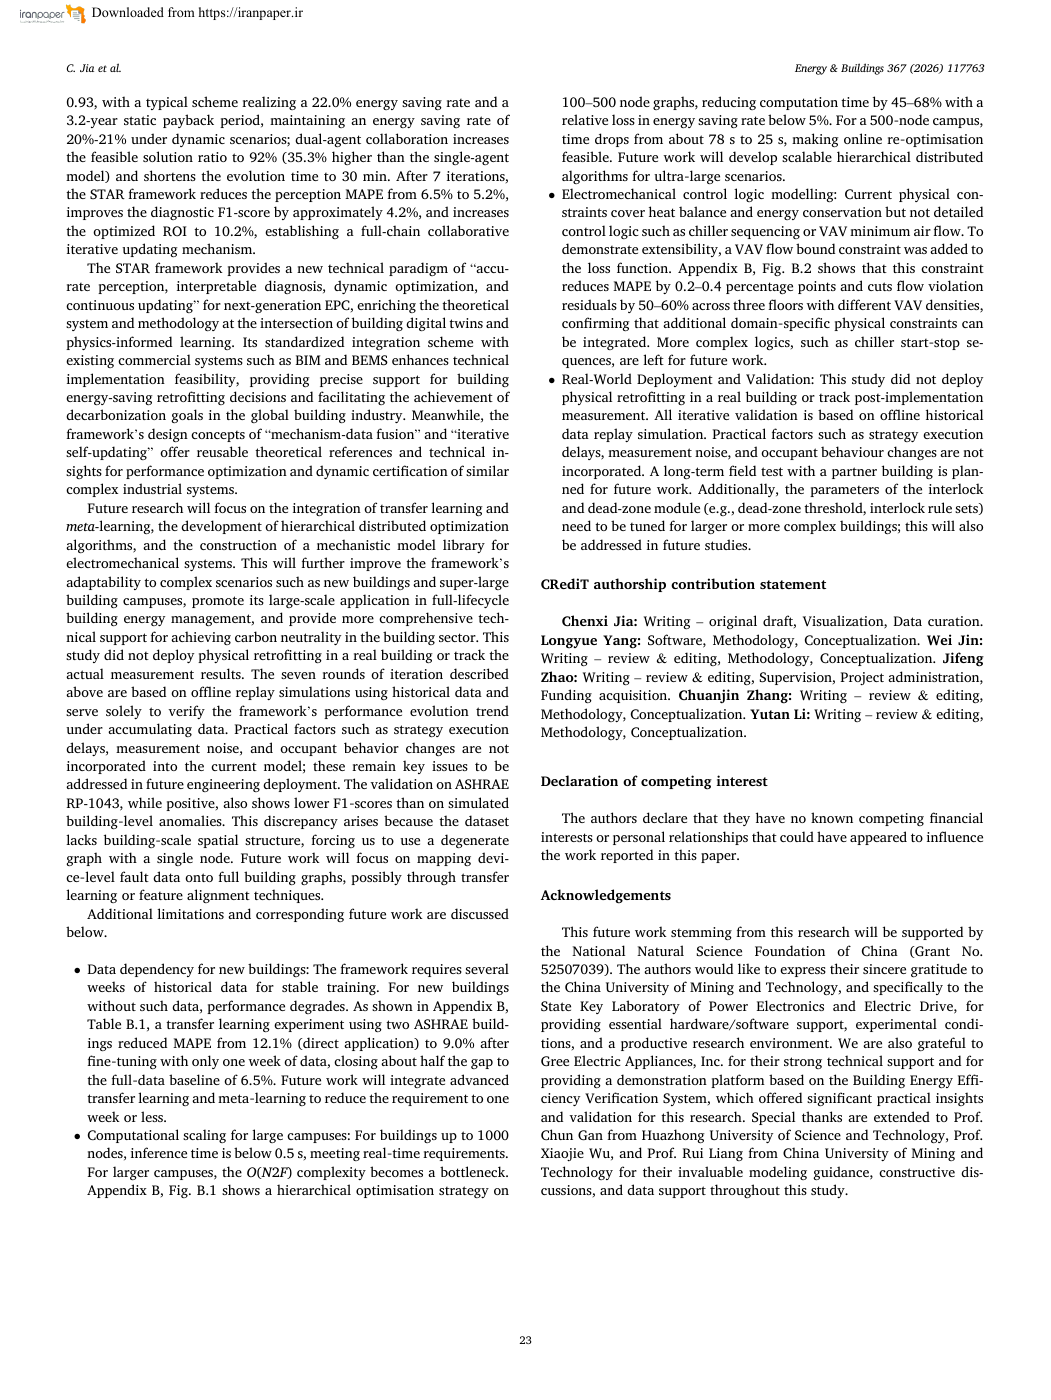 iranpaper
Downloaded from https://iranpaper.ir
C. Jia et al.
Energy & Buildings 367 (2026) 117763
0.93, with a typical scheme realizing a 22.0% energy saving rate and a
3.2-year static payback period, maintaining an energy saving rate of
20%-21% under dynamic scenarios; dual-agent collaboration increases
the feasible solution ratio to 92% (35.3% higher than the single-agent
model) and shortens the evolution time to 30 min. After 7 iterations,
the STAR framework reduces the perception MAPE from 6.5% to 5.2%,
improves the diagnostic F1-score by approximately 4.2%, and increases
the optimized ROI to 10.2%, establishing a full-chain collaborative
iterative updating mechanism.
The STAR framework provides a new technical paradigm of “accu-
rate perception, interpretable diagnosis, dynamic optimization, and
continuous updating” for next-generation EPC, enriching the theoretical
system and methodology at the intersection of building digital twins and
physics-informed learning. Its standardized integration scheme with
existing commercial systems such as BIM and BEMS enhances technical
implementation feasibility, providing precise support for building
energy-saving retrofitting decisions and facilitating the achievement of
decarbonization goals in the global building industry. Meanwhile, the
framework’s design concepts of “mechanism-data fusion” and “iterative
self-updating” offer reusable theoretical references and technical in-
sights for performance optimization and dynamic certification of similar
complex industrial systems.
Future research will focus on the integration of transfer learning and
meta-learning, the development of hierarchical distributed optimization
algorithms, and the construction of a mechanistic model library for
electromechanical systems. This will further improve the framework’s
adaptability to complex scenarios such as new buildings and super-large
building campuses, promote its large-scale application in full-lifecycle
building energy management, and provide more comprehensive tech-
nical support for achieving carbon neutrality in the building sector. This
study did not deploy physical retrofitting in a real building or track the
actual measurement results. The seven rounds of iteration described
above are based on offline replay simulations using historical data and
serve solely to verify the framework’s performance evolution trend
under accumulating data. Practical factors such as strategy execution
delays, measurement noise, and occupant behavior changes are not
incorporated into the current model; these remain key issues to be
addressed in future engineering deployment. The validation on ASHRAE
RP-1043, while positive, also shows lower F1-scores than on simulated
building-level anomalies. This discrepancy arises because the dataset
lacks building-scale spatial structure, forcing us to use a degenerate
graph with a single node. Future work will focus on mapping devi-
ce-level fault data onto full building graphs, possibly through transfer
learning or feature alignment techniques.
Additional limitations and corresponding future work are discussed
below.
• Data dependency for new buildings: The framework requires several
weeks of historical data for stable training. For new buildings
without such data, performance degrades. As shown in Appendix B,
Table B.1, a transfer learning experiment using two ASHRAE build-
ings reduced MAPE from 12.1% (direct application) to 9.0% after
fine-tuning with only one week of data, closing about half the gap to
the full-data baseline of 6.5%. Future work will integrate advanced
transfer learning and meta-learning to reduce the requirement to one
week or less.
• Computational scaling for large campuses: For buildings up to 1000
nodes, inference time is below 0.5 s, meeting real-time requirements.
For larger campuses, the O(N2F) complexity becomes a bottleneck.
Appendix B, Fig. B.1 shows a hierarchical optimisation strategy on
100–500 node graphs, reducing computation time by 45–68% with a
relative loss in energy saving rate below 5%. For a 500-node campus,
time drops from about 78 s to 25 s, making online re-optimisation
feasible. Future work will develop scalable hierarchical distributed
algorithms for ultra-large scenarios.
• Electromechanical control logic modelling: Current physical con-
straints cover heat balance and energy conservation but not detailed
control logic such as chiller sequencing or VAV minimum air flow. To
demonstrate extensibility, a VAV flow bound constraint was added to
the loss function. Appendix B, Fig. B.2 shows that this constraint
reduces MAPE by 0.2–0.4 percentage points and cuts flow violation
residuals by 50–60% across three floors with different VAV densities,
confirming that additional domain-specific physical constraints can
be integrated. More complex logics, such as chiller start-stop se-
quences, are left for future work.
• Real-World Deployment and Validation: This study did not deploy
physical retrofitting in a real building or track post-implementation
measurement. All iterative validation is based on offline historical
data replay simulation. Practical factors such as strategy execution
delays, measurement noise, and occupant behaviour changes are not
incorporated. A long-term field test with a partner building is plan-
ned for future work. Additionally, the parameters of the interlock
and dead-zone module (e.g., dead-zone threshold, interlock rule sets)
need to be tuned for larger or more complex buildings; this will also
be addressed in future studies.
CRediT authorship contribution statement
Chenxi Jia: Writing – original draft, Visualization, Data curation.
Longyue Yang: Software, Methodology, Conceptualization. Wei Jin:
Writing – review & editing, Methodology, Conceptualization. Jifeng
Zhao: Writing – review & editing, Supervision, Project administration,
Funding acquisition. Chuanjin Zhang: Writing – review & editing,
Methodology, Conceptualization. Yutan Li: Writing – review & editing,
Methodology, Conceptualization.
Declaration of competing interest
The authors declare that they have no known competing financial
interests or personal relationships that could have appeared to influence
the work reported in this paper.
Acknowledgements
This future work stemming from this research will be supported by
the National Natural Science Foundation of China (Grant No.
52507039). The authors would like to express their sincere gratitude to
the China University of Mining and Technology, and specifically to the
State Key Laboratory of Power Electronics and Electric Drive, for
providing essential hardware/software support, experimental condi-
tions, and a productive research environment. We are also grateful to
Gree Electric Appliances, Inc. for their strong technical support and for
providing a demonstration platform based on the Building Energy Effi-
ciency Verification System, which offered significant practical insights
and validation for this research. Special thanks are extended to Prof.
Chun Gan from Huazhong University of Science and Technology, Prof.
Xiaojie Wu, and Prof. Rui Liang from China University of Mining and
Technology for their invaluable modeling guidance, constructive dis-
cussions, and data support throughout this study.
23